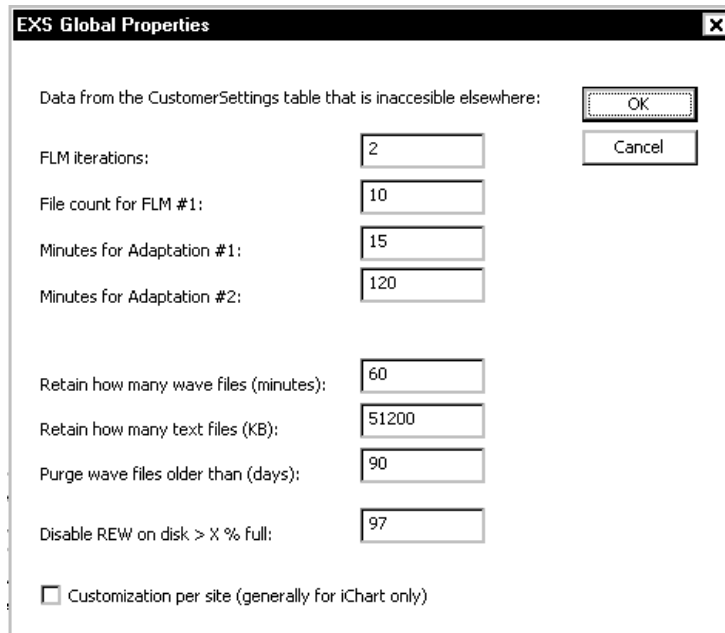 EXS Global Properties
Data from the CustomerSettings table that is inaccesible elsewhere:
OK
Cancel
FLM iterations: 2
File count for FLM #1: 10
Minutes for Adaptation #1: 15
Minutes for Adaptation #2: 120
Retain how many wave files (minutes): 60
Retain how many text files (KB): 51200
Purge wave files older than (days): 90
Disable REW on disk > X % full: 97
Customization per site (generally for iChart only)